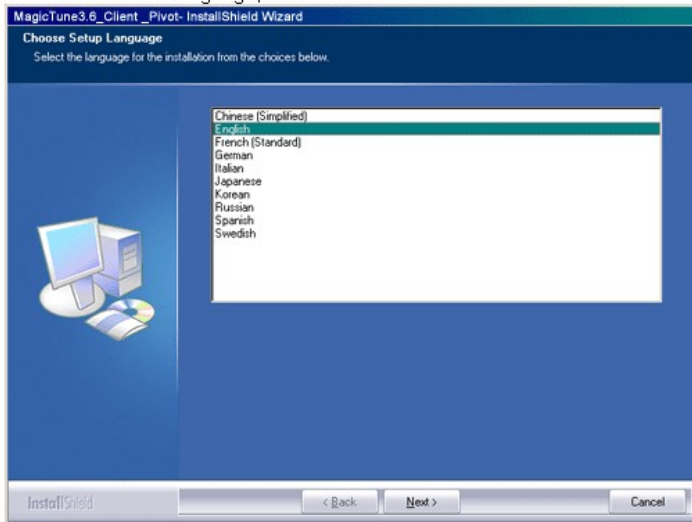 MagicTune3.6_Client _Pivot- InstallShield Wizard
Choose Setup Language
Select the language for the installation from the choices below.
Chinese (Simplified)
English
French (Standard)
German
Italian
Japanese
Korean
Russian
Spanish
Swedish
InstallShield
< Back
Next >
Cancel